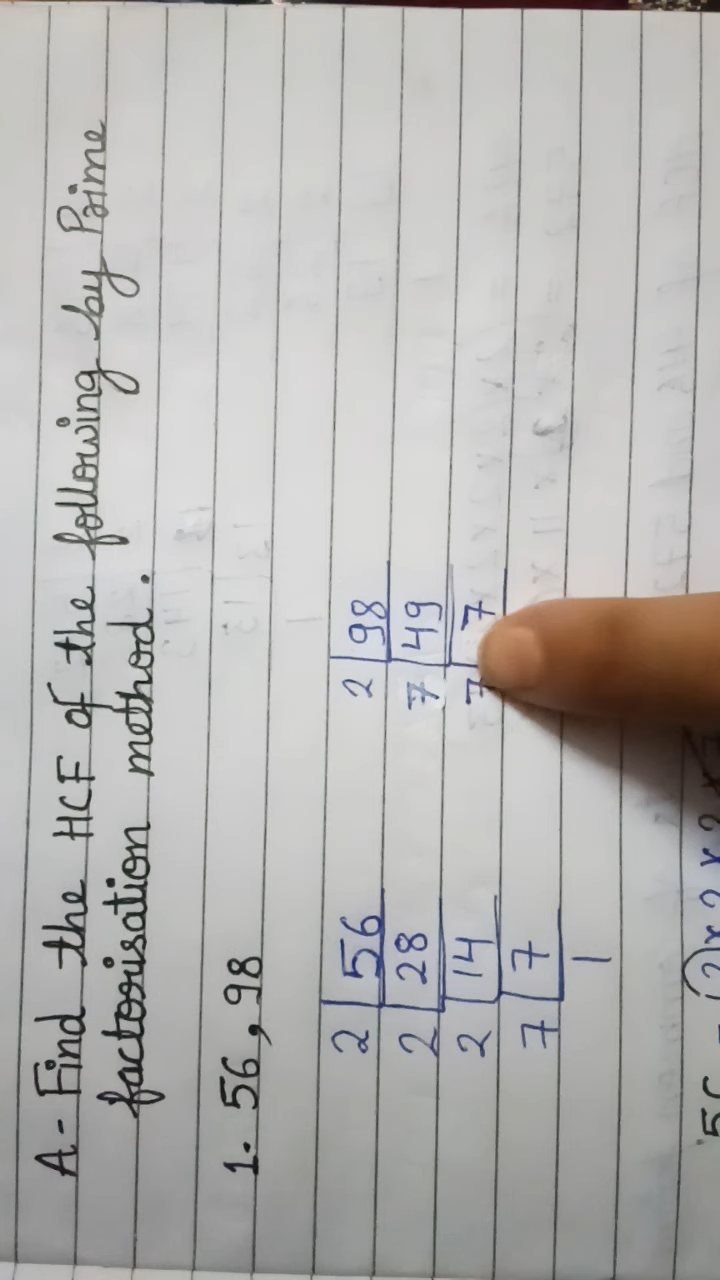 A- Find the HCF of the following by Prime
factorisation method.
1. 56, 98
2 56 2 98
2 28 7 49
2 14 7 7
7 7
1